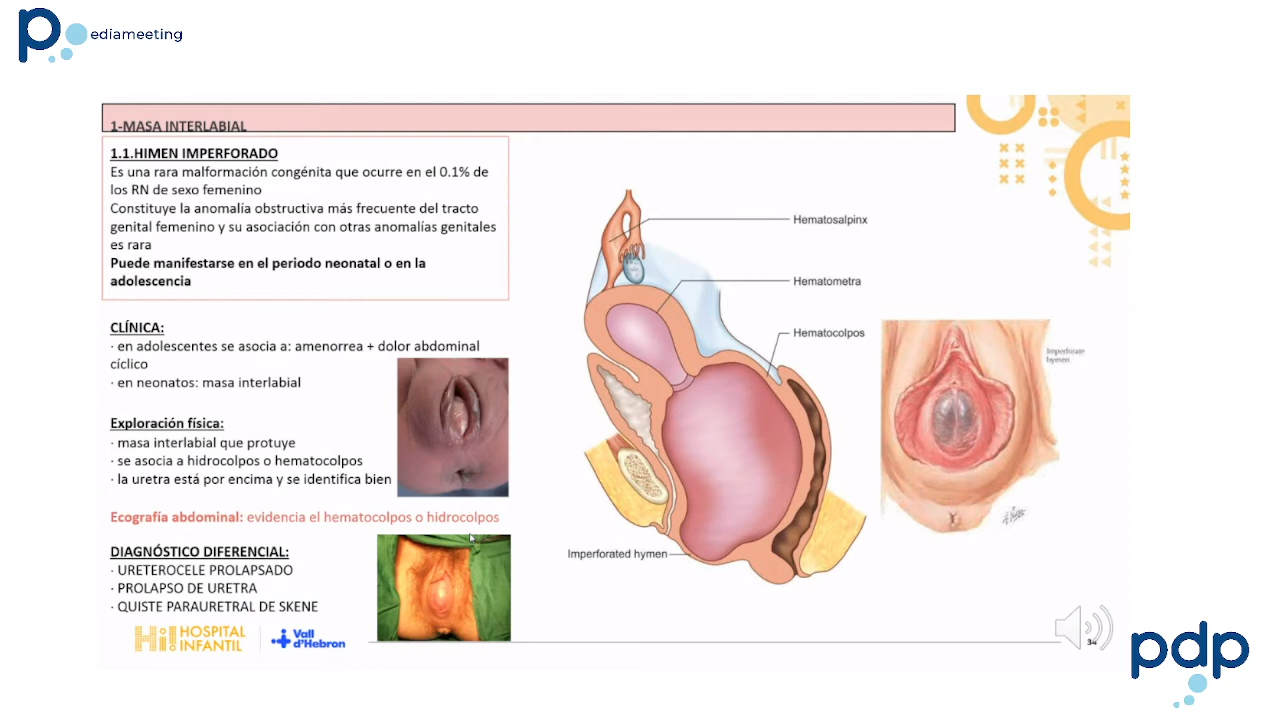 pediameeting
1-MASA INTERLABIAL
1.1.HIMEN IMPERFORADO
Es una rara malformación congénita que ocurre en el 0.1% de
los RN de sexo femenino
Constituye la anomalía obstructiva más frecuente del tracto
genital femenino y su asociación con otras anomalías genitales
es rara
Puede manifestarse en el periodo neonatal o en la
adolescencia
CLÍNICA:
· en adolescentes se asocia a: amenorrea + dolor abdominal
cíclico
· en neonatos: masa interlabial
Exploración física:
· masa interlabial que protuye
· se asocia a hidrocolpos o hematocolpos
· la uretra está por encima y se identifica bien
Ecografía abdominal: evidencia el hematocolpos o hidrocolpos
DIAGNÓSTICO DIFERENCIAL:
· URETEROCELE PROLAPSADO
· PROLAPSO DE URETRA
· QUISTE PARAURETRAL DE SKENE
Hematosalpinx
Hematometra
Hematocolpos
Imperforated hymen
Imperforate
hymen
Hi! HOSPITAL
INFANTIL
Vall
d'Hebron
34
pdp